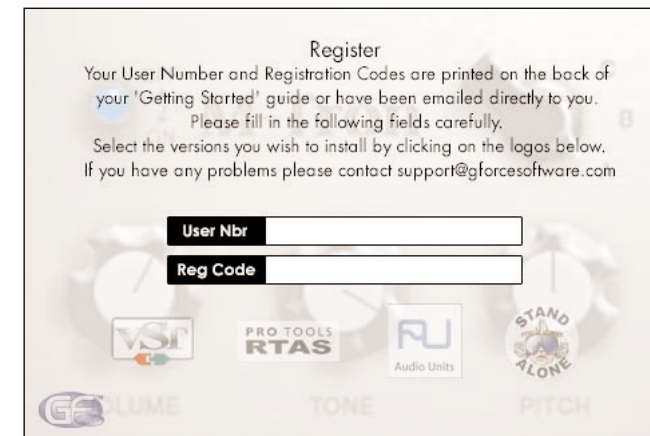 Register
Your User Number and Registration Codes are printed on the back of
your 'Getting Started' guide or have been emailed directly to you.
Please fill in the following fields carefully.
Select the versions you wish to install by clicking on the logos below.
If you have any problems please contact support@gforcesoftware.com
User Nbr
Reg Code
VST
PRO TOOLS
RTAS
Audio Units
STAND
ALONE
VOLUME
TONE
PITCH
B
ON